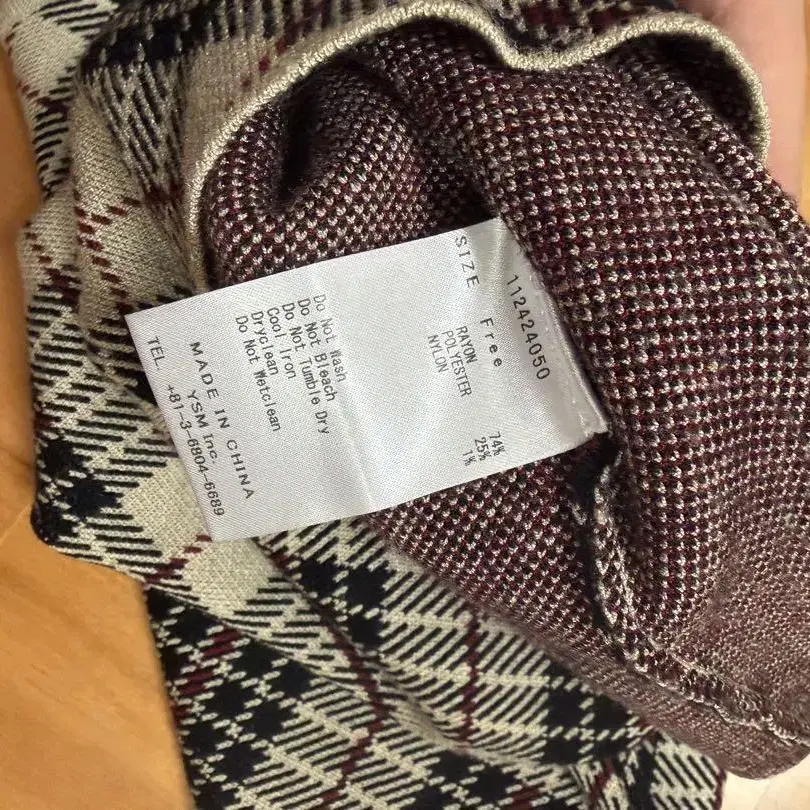 112424050
SIZE Free
RAYON 74%
POLYESTER 25%
NYLON 1%
Do Not Wash
Do Not Bleach
Do Not Tumble Dry
Cool Iron
Dryclean
Do Not Wetclean
MADE IN CHINA
YSM Inc.
TEL. +81-3-6804-6689